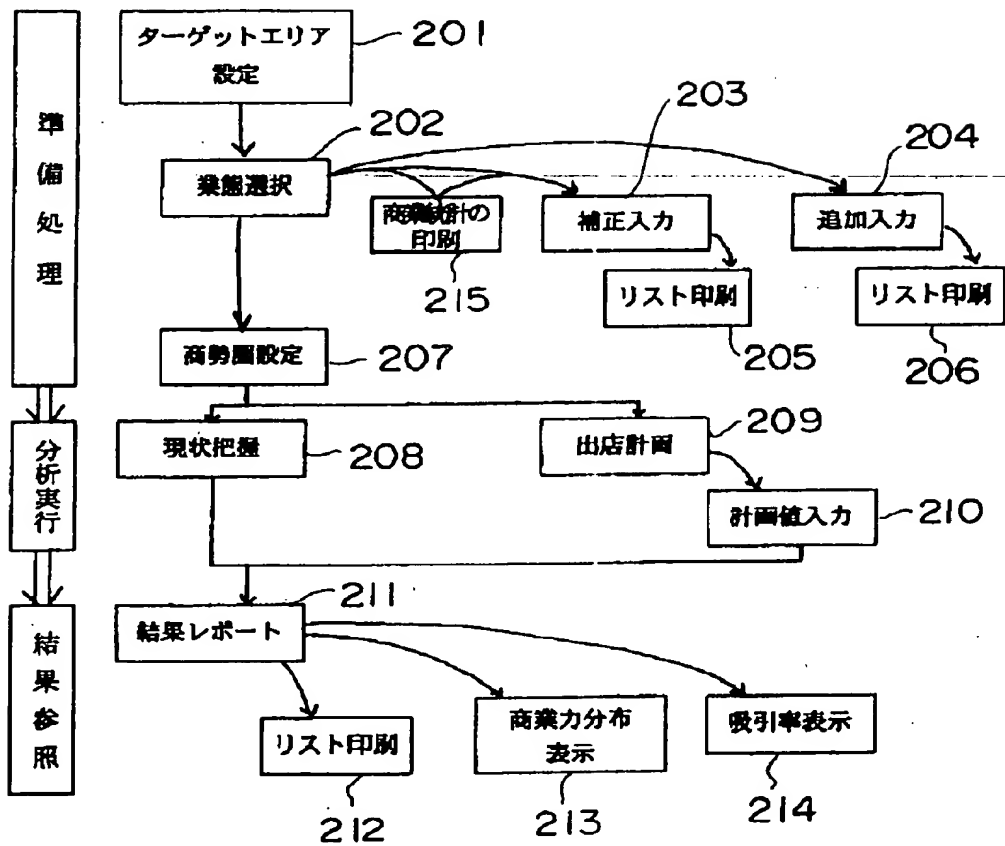 準備処理
分析実行
結果参照
ターゲットエリア
設定
201
業態選択
202
商業統計の
印刷
215
補正入力
203
追加入力
204
リスト印刷
205
リスト印刷
206
商勢圏設定
207
現状把握
208
出店計画
209
計画値入力
210
結果レポート
211
リスト印刷
212
商業力分布
表示
213
吸引率表示
214